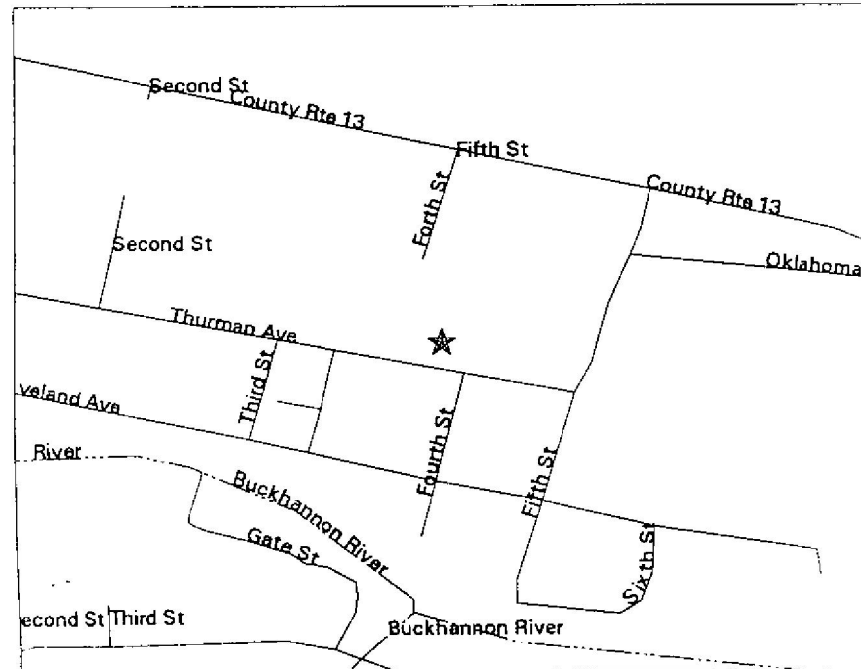 Second St
County Rte 13
Fifth St
County Rte 13
Forth St
Second St
Oklahoma
Thurman Ave
Third St
veland Ave
Fourth St
River
Fifth St
Buckhannon River
Gate St
Sixth St
econd St
Third St
Buckhannon River